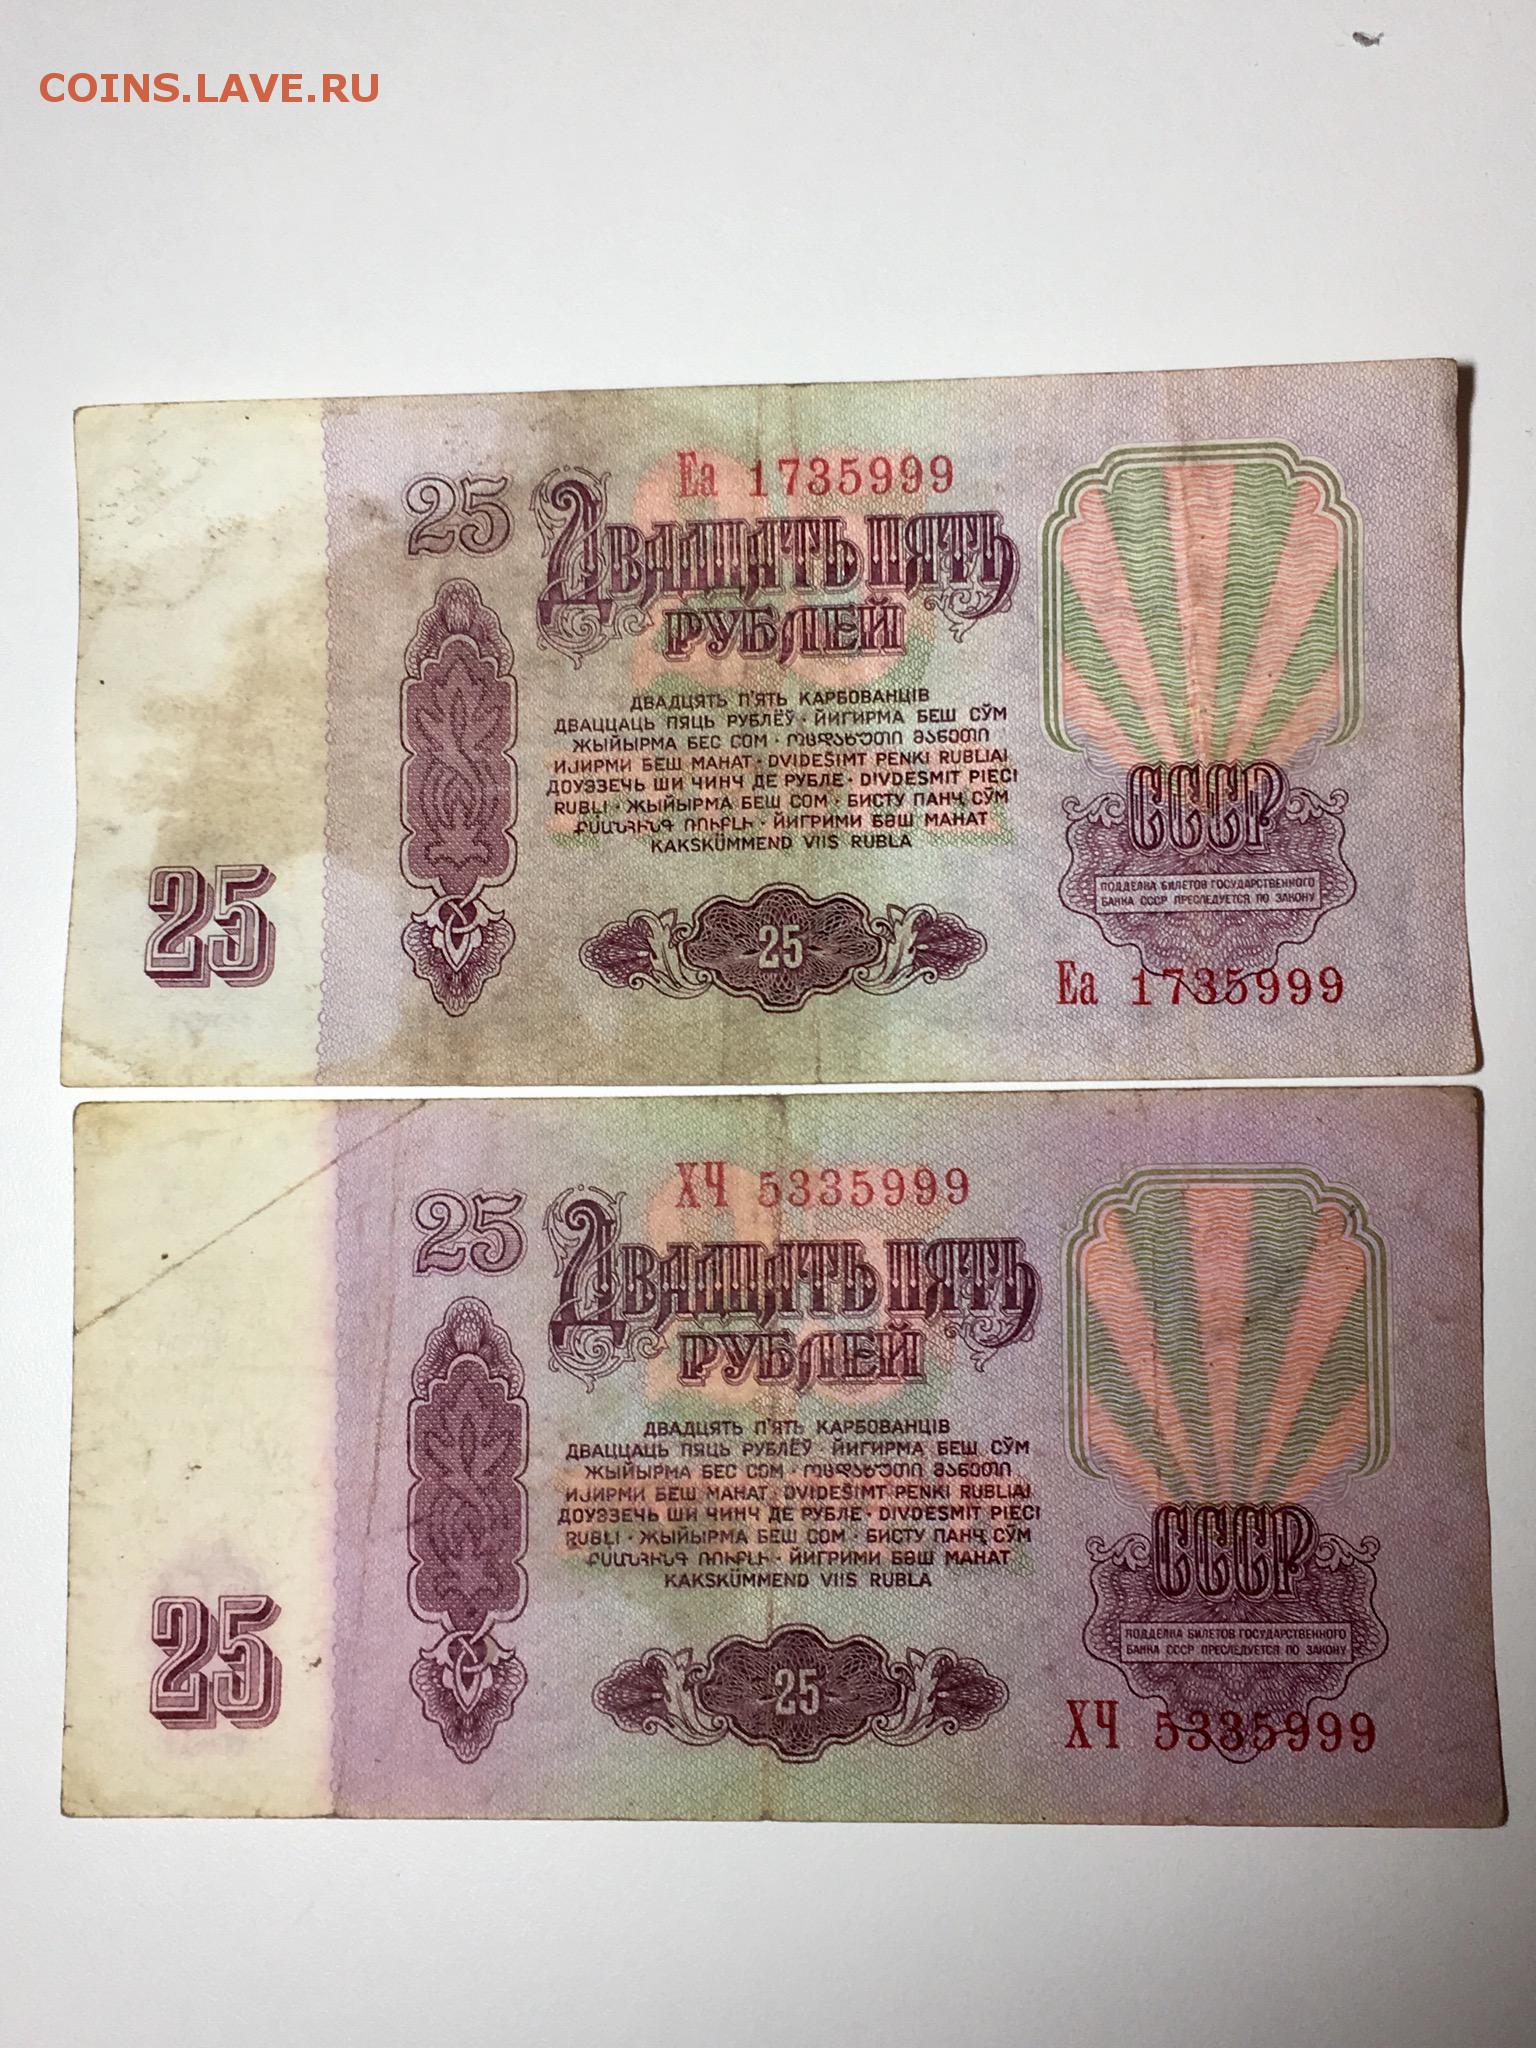 COINS.LAVE.RU
Еа 1735999
25
ДВАДЦАТЬ ПЯТЬ
РУБЛЕЙ
ДВАДЦЯТЬ П'ЯТЬ КАРБОВАНЦІВ
ДВАЦЦАЦЬ ПЯЦЬ РУБЛЁЎ · ЙИГИРМА БЕШ СЎМ
ЖЫЙЫРМА БЕС СОМ · ოცდახუთი მანეთი
ИЈИРМИ БЕШ МАНАТ · DVIDEŠIMT PENKI RUBLIAI
ДОУЭЗЕЧЬ ШИ ЧИНЧ ДЕ РУБЛЕ · DIVDESMIT PIECI
RUBĻI · ЖЫЙЫРМА БЕШ СОМ · БИСТУ ПАНҶ СЎМ
ՔՍԱՆՀԻՆԳ ՌՈՒԲԼԻ · ЙИГРИМИ БӘШ МАНАТ
KAKSKÜMMEND VIIS RUBLA
СССР
ПОДДЕЛКА БИЛЕТОВ ГОСУДАРСТВЕННОГО
БАНКА СССР ПРЕСЛЕДУЕТСЯ ПО ЗАКОНУ
25
25
Еа 1735999
ХЧ 5335999
25
ДВАДЦАТЬ ПЯТЬ
РУБЛЕЙ
ДВАДЦЯТЬ П'ЯТЬ КАРБОВАНЦІВ
ДВАЦЦАЦЬ ПЯЦЬ РУБЛЁЎ · ЙИГИРМА БЕШ СЎМ
ЖЫЙЫРМА БЕС СОМ · ოცდახუთი მანეთი
ИЈИРМИ БЕШ МАНАТ · DVIDEŠIMT PENKI RUBLIAI
ДОУЭЗЕЧЬ ШИ ЧИНЧ ДЕ РУБЛЕ · DIVDESMIT PIECI
RUBĻI · ЖЫЙЫРМА БЕШ СОМ · БИСТУ ПАНҶ СЎМ
ՔՍԱՆՀԻՆԳ ՌՈՒԲԼԻ · ЙИГРИМИ БӘШ МАНАТ
KAKSKÜMMEND VIIS RUBLA
СССР
ПОДДЕЛКА БИЛЕТОВ ГОСУДАРСТВЕННОГО
БАНКА СССР ПРЕСЛЕДУЕТСЯ ПО ЗАКОНУ
25
25
ХЧ 5335999